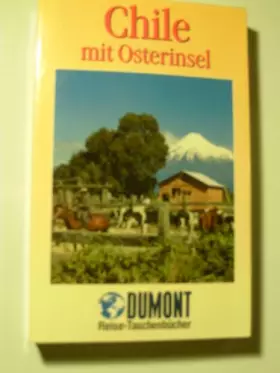 Chile
mit Osterinsel
DUMONT
Reise-Taschenbücher